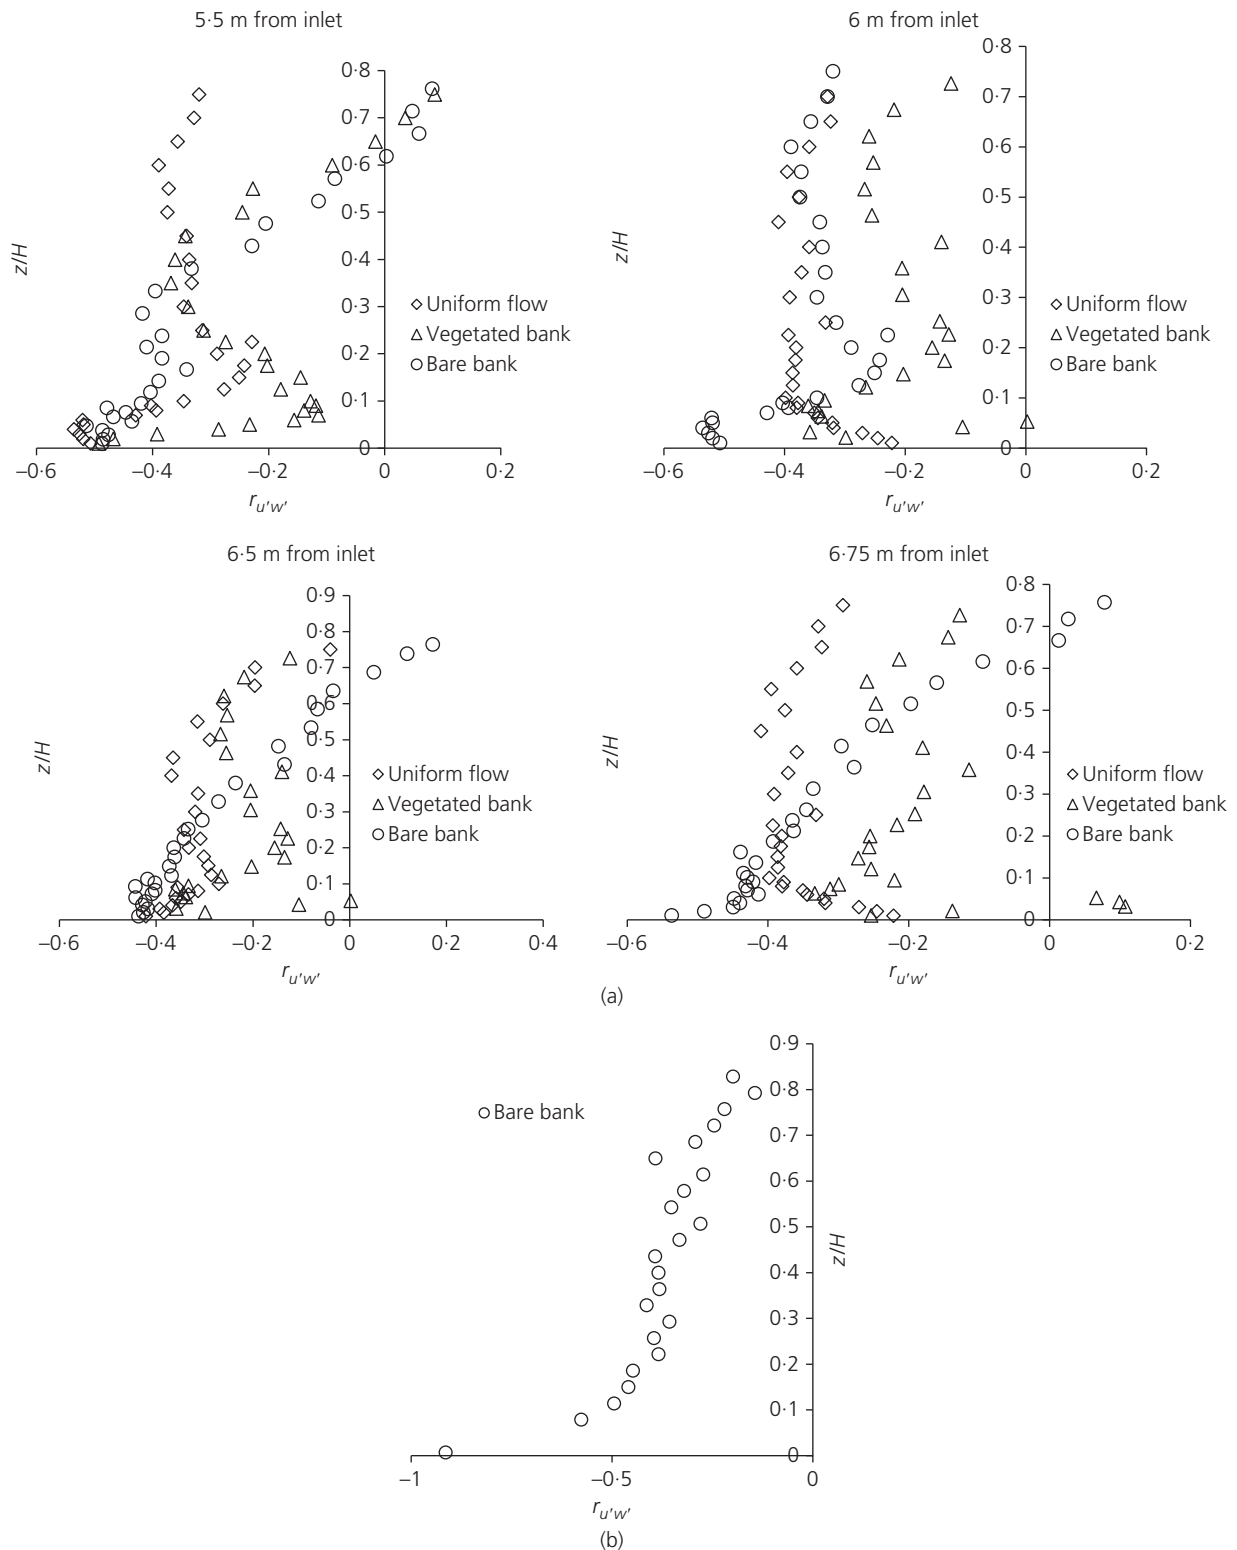 5·5 m from inlet
0·8
0·7
0·6
0·5
0·4
0·3
0·2
0·1
0
z/H
Uniform flow
Vegetated bank
Bare bank
–0·6 –0·4 –0·2 0 0·2
r u′w′
6 m from inlet
0·8
0·7
0·6
0·5
0·4
0·3
0·2
0·1
0
z/H
Uniform flow
Vegetated bank
Bare bank
–0·6 –0·4 –0·2 0 0·2
r u′w′
6·5 m from inlet
0·9
0·8
0·7
0·6
0·5
0·4
0·3
0·2
0·1
0
z/H
Uniform flow
Vegetated bank
Bare bank
–0·6 –0·4 –0·2 0 0·2 0·4
r u′w′
6·75 m from inlet
0·8
0·7
0·6
0·5
0·4
0·3
0·2
0·1
0
z/H
Uniform flow
Vegetated bank
Bare bank
–0·6 –0·4 –0·2 0 0·2
r u′w′
(a)
0·9
0·8
0·7
0·6
0·5
0·4
0·3
0·2
0·1
0
Bare bank
z/H
–1 –0·5 0
r u′w′
(b)